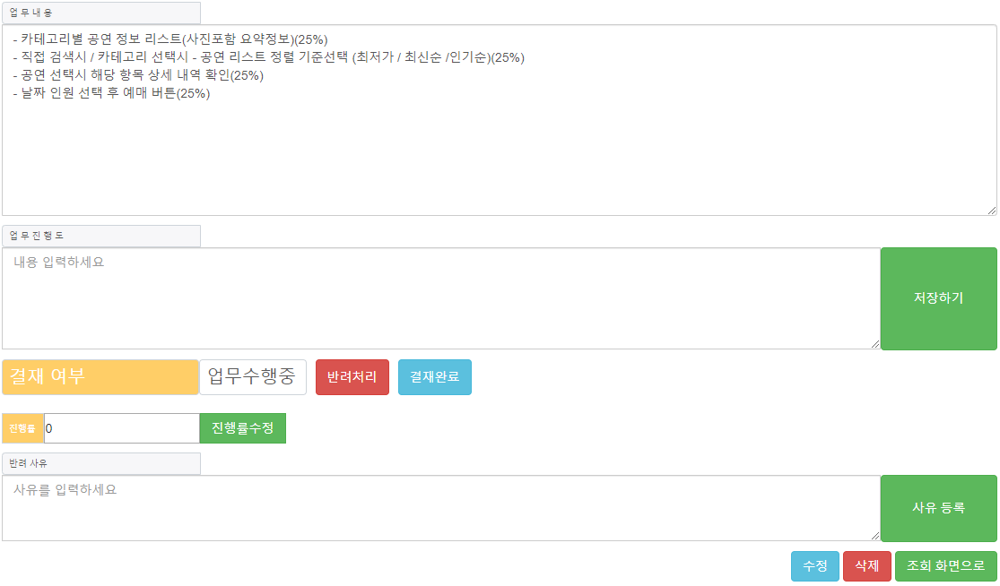 업 무 내 용
- 카테고리별 공연 정보 리스트(사진포함 요약정보)(25%)
- 직접 검색시 / 카테고리 선택시 - 공연 리스트 정렬 기준선택 (최저가 / 최신순 /인기순)(25%)
- 공연 선택시 해당 항목 상세 내역 확인(25%)
- 날짜 인원 선택 후 예매 버튼(25%)
업 무 진 행 도
내용 입력하세요
저장하기
결재 여부 업무수행중 반려처리 결재완료
진행률 0 진행률수정
반려 사유
사유를 입력하세요
사유 등록
수정 삭제 조회 화면으로